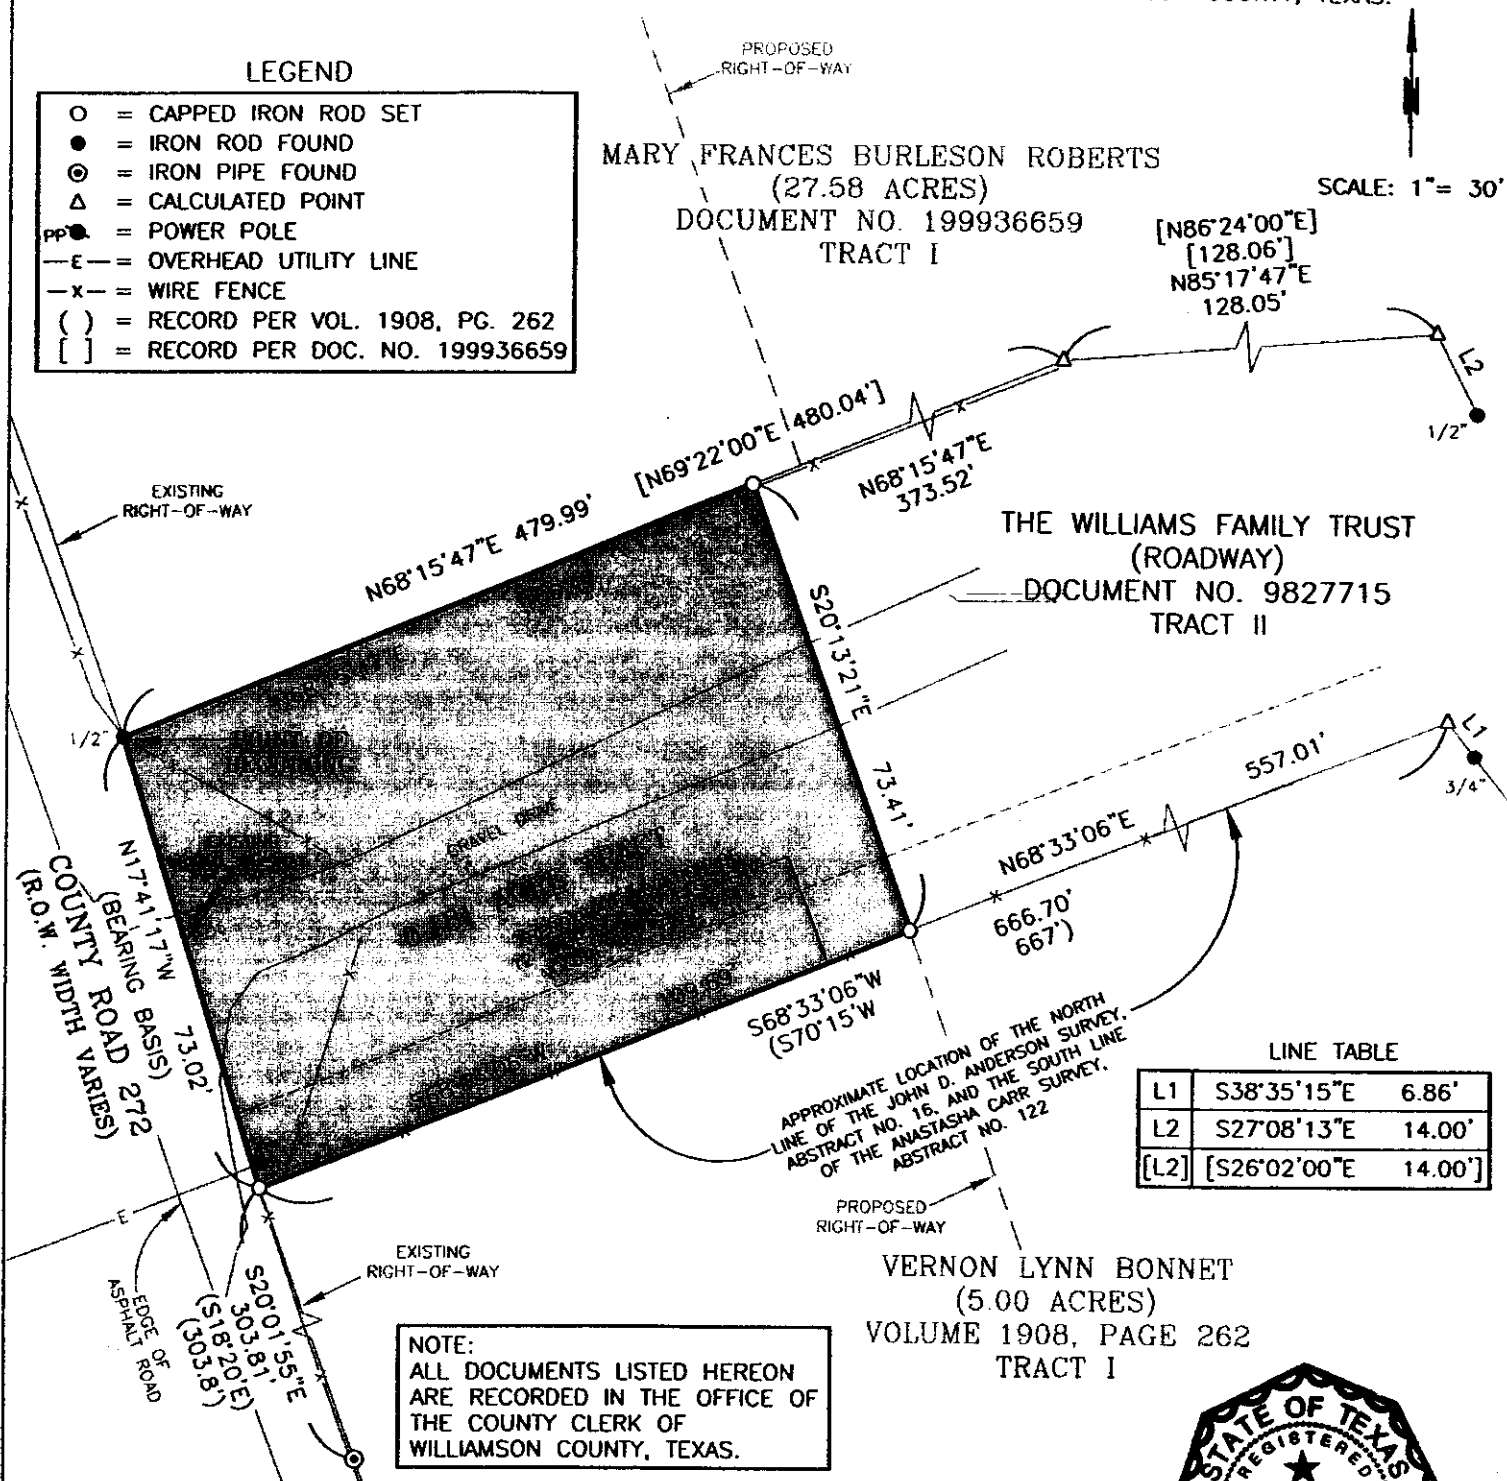 COUNTY, TEXAS.
PROPOSED
RIGHT-OF-WAY
LEGEND
O = CAPPED IRON ROD SET
● = IRON ROD FOUND
◉ = IRON PIPE FOUND
Δ = CALCULATED POINT
PP● = POWER POLE
—E— = OVERHEAD UTILITY LINE
—x— = WIRE FENCE
( ) = RECORD PER VOL. 1908, PG. 262
[ ] = RECORD PER DOC. NO. 199936659
MARY FRANCES BURLESON ROBERTS
(27.58 ACRES)
DOCUMENT NO. 199936659
TRACT I
SCALE: 1"= 30'
[N86°24'00"E]
[128.06']
N85°17'47"E
128.05'
L2
1/2"
EXISTING
RIGHT-OF-WAY
N68°15'47"E 479.99'
[N69°22'00"E 480.04']
N68°15'47"E
373.52'
THE WILLIAMS FAMILY TRUST
(ROADWAY)
DOCUMENT NO. 9827715
TRACT II
S20°13'21"E
73.41'
1/2"
POINT OF
BEGINNING
GRAVEL DRIVE
N17°41'17"W
73.02'
(BEARING BASIS)
COUNTY ROAD 272
(R.O.W. WIDTH VARIES)
557.01'
L1
3/4"
N68°33'06"E
666.70'
667')
S68°33'06"W
(S70°15'W
APPROXIMATE LOCATION OF THE NORTH
LINE OF THE JOHN D. ANDERSON SURVEY,
ABSTRACT NO. 16, AND THE SOUTH LINE
OF THE ANASTASHA CARR SURVEY,
ABSTRACT NO. 122
LINE TABLE
L1 S38°35'15"E 6.86'
L2 S27°08'13"E 14.00'
[L2] [S26°02'00"E 14.00']
PROPOSED
RIGHT-OF-WAY
E
EDGE OF
ASPHALT ROAD
EXISTING
RIGHT-OF-WAY
S20°01'55"E
303.81'
(S18°20'E)
(303.8')
VERNON LYNN BONNET
(5.00 ACRES)
VOLUME 1908, PAGE 262
TRACT I
NOTE:
ALL DOCUMENTS LISTED HEREON
ARE RECORDED IN THE OFFICE OF
THE COUNTY CLERK OF
WILLIAMSON COUNTY, TEXAS.
STATE OF TEXAS
REGISTERED